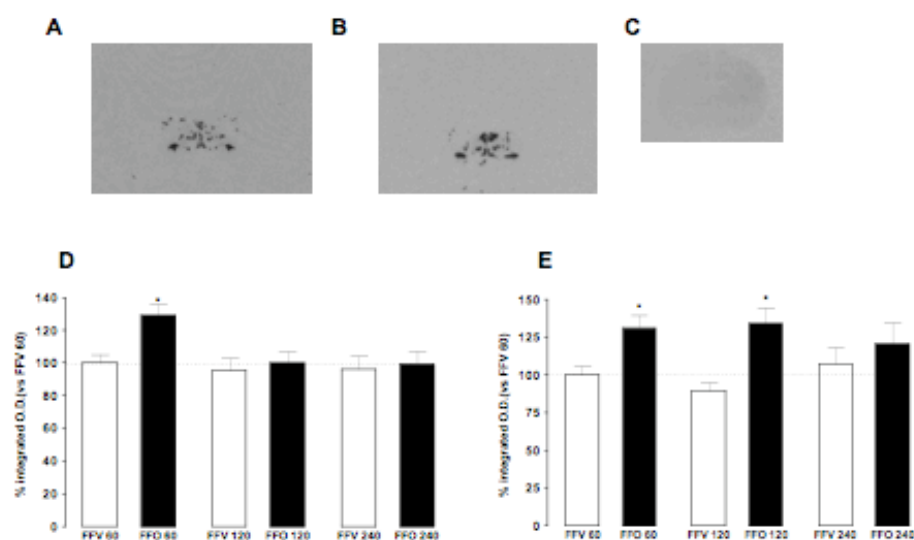 A
B
C
D
E
% integrated O.D.(vs FFV 60)
140
120
100
80
60
40
20
0
*
FFV 60
FFO 60
FFV 120
FFO 120
FFV 240
FFO 240
% integrated O.D.(vs FFV 60)
150
125
100
75
50
25
0
*
*
FFV 60
FFO 60
FFV 120
FFO 120
FFV 240
FFO 240